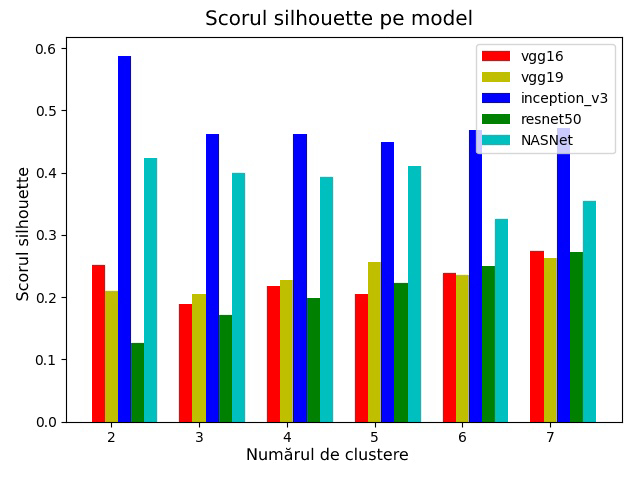 Scorul silhouette pe model
Scorul silhouette
0.6
0.5
0.4
0.3
0.2
0.1
0.0
vgg16
vgg19
inception_v3
resnet50
NASNet
2 3 4 5 6 7
Numărul de clustere